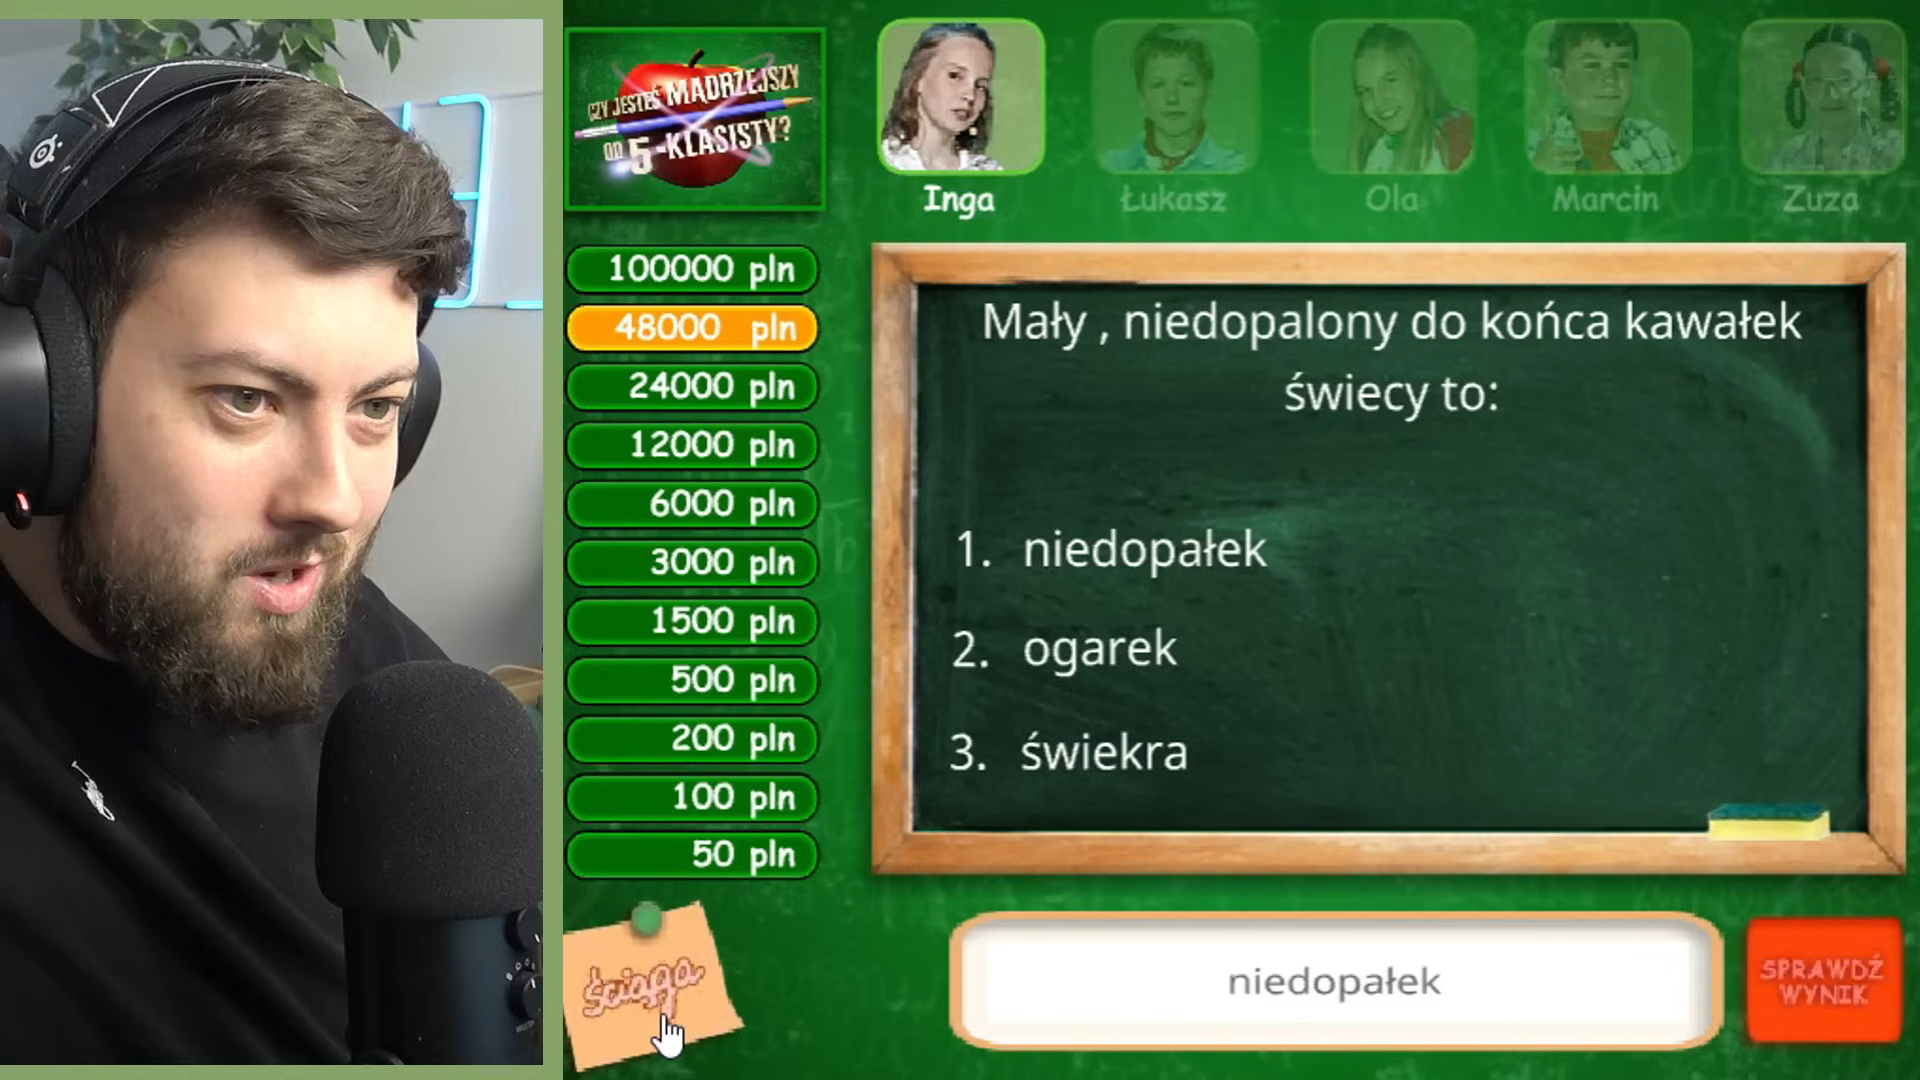 CZY JESTEŚ MĄDRZEJSZY
OD 5-KLASISTY?
Inga
Łukasz
Ola
Marcin
Zuza
100000 pln
48000 pln
24000 pln
12000 pln
6000 pln
3000 pln
1500 pln
500 pln
200 pln
100 pln
50 pln
Mały , niedopalony do końca kawałek
świecy to:
1. niedopałek
2. ogarek
3. świekra
ściąga
niedopałek
SPRAWDŹ
WYNIK